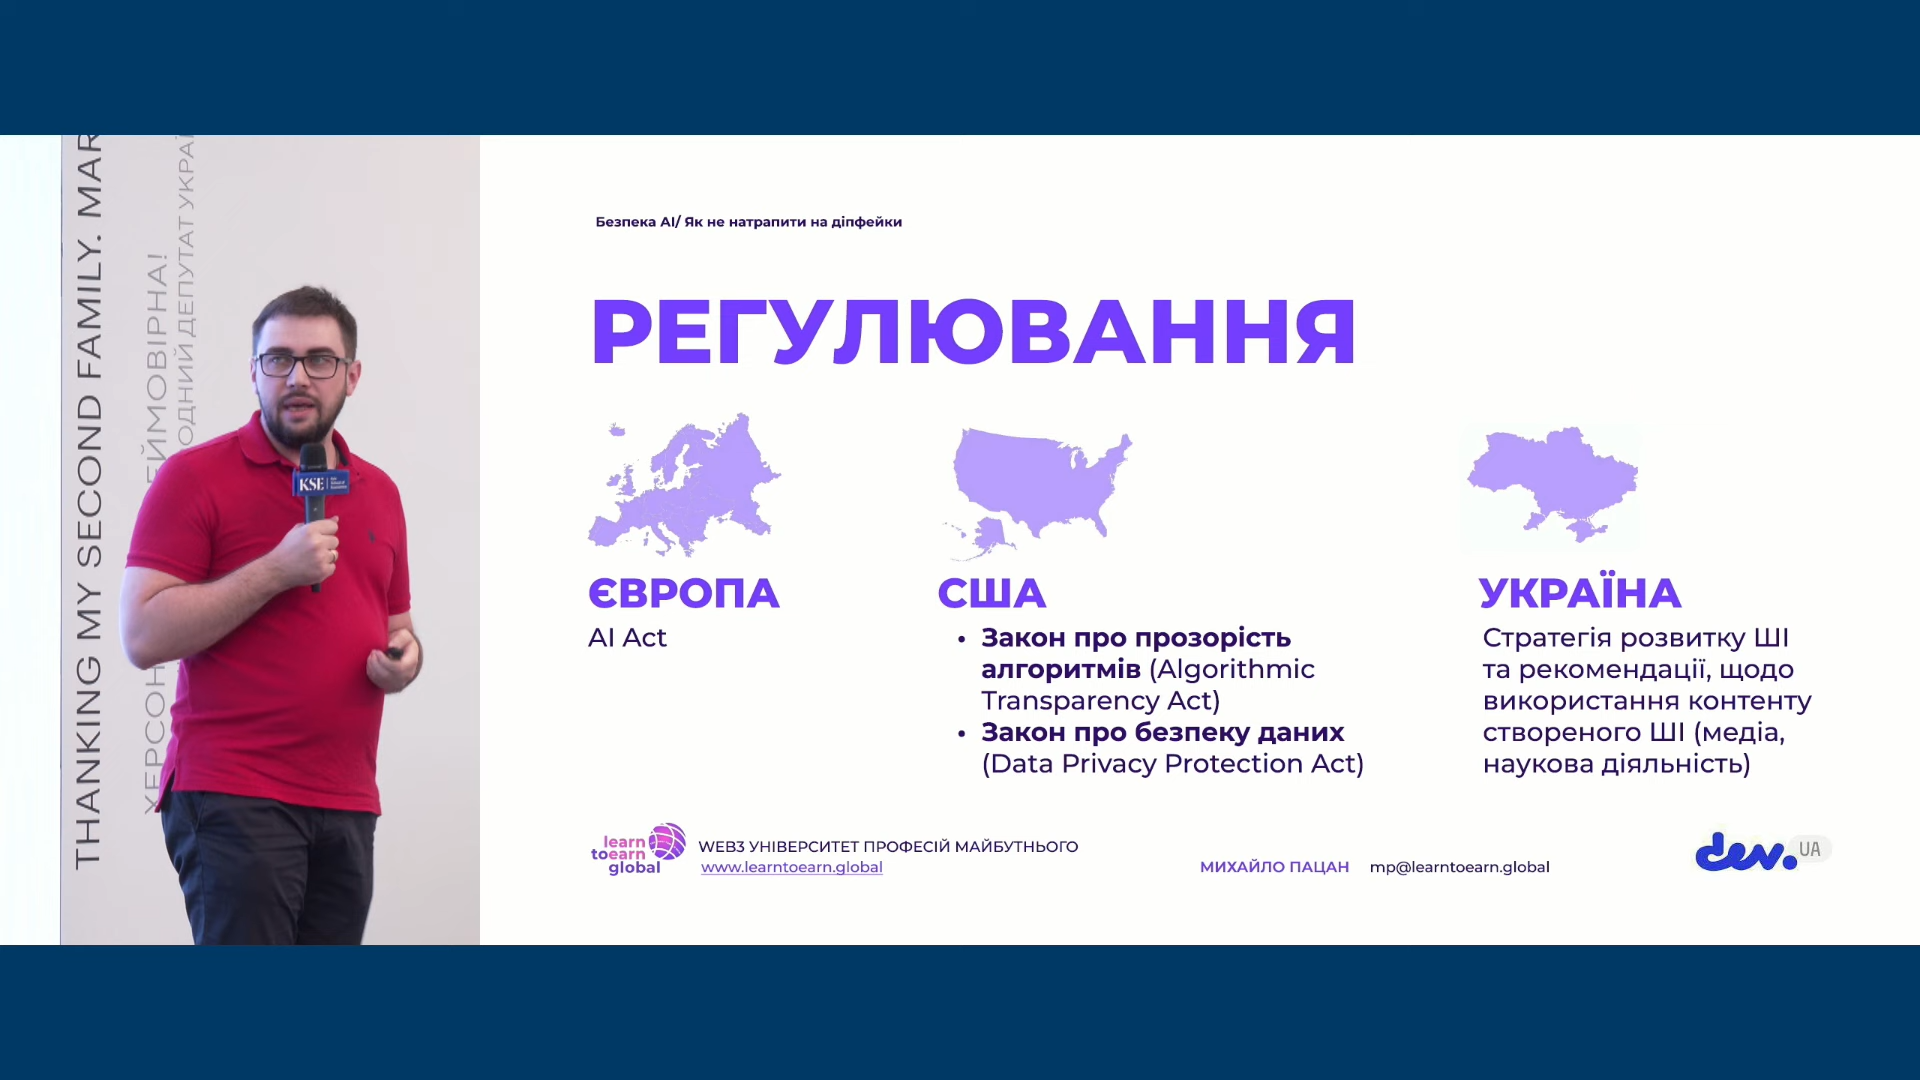 THANKING MY SECOND FAMILY. MAR
ХЕРСОН
ЕЙМОВІРНА!
ОДНИЙ ДЕПУТАТ УКРАЇ
KSE
Безпека AI/ Як не натрапити на діпфейки
РЕГУЛЮВАННЯ
ЄВРОПА
AI Act
США
• Закон про прозорість
алгоритмів (Algorithmic
Transparency Act)
• Закон про безпеку даних
(Data Privacy Protection Act)
УКРАЇНА
Стратегія розвитку ШІ
та рекомендації, щодо
використання контенту
створеного ШІ (медіа,
наукова діяльність)
learn
toearn
global
WEB3 УНІВЕРСИТЕТ ПРОФЕСІЙ МАЙБУТНЬОГО
www.learntoearn.global
МИХАЙЛО ПАЦАН mp@learntoearn.global
dev.UA